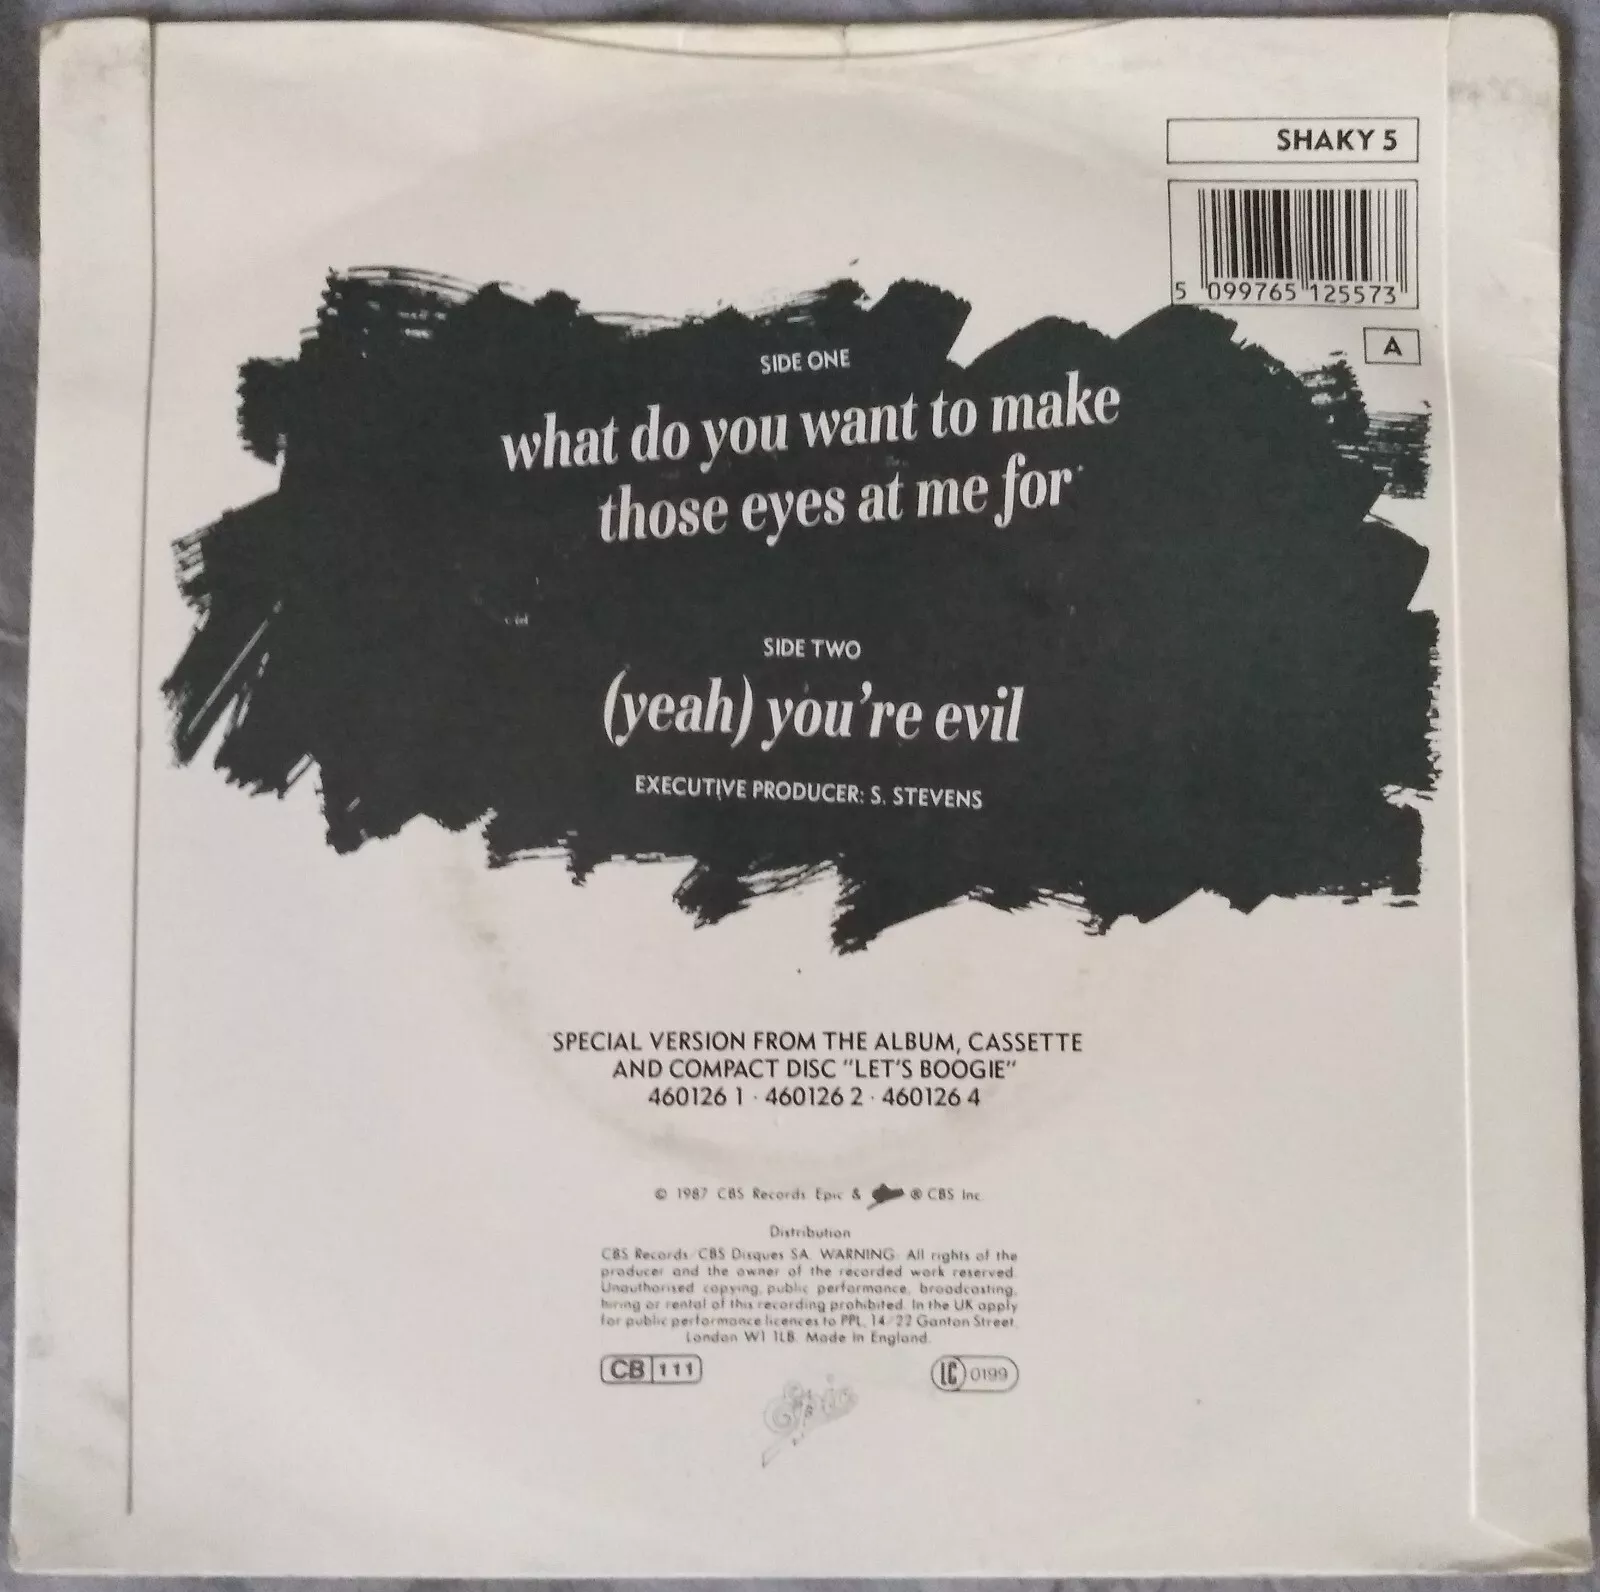 SHAKY 5
5 099765 125573
A
SIDE ONE
what do you want to make
those eyes at me for
SIDE TWO
(yeah) you're evil
EXECUTIVE PRODUCER: S. STEVENS
SPECIAL VERSION FROM THE ALBUM, CASSETTE
AND COMPACT DISC "LET'S BOOGIE"
460126 1 · 460126 2 · 460126 4
© 1987 CBS Records Epic & ® CBS Inc.
Distribution
CBS Records/CBS Disques SA. WARNING: All rights of the
producer and the owner of the recorded work reserved.
Unauthorised copying, public performance, broadcasting,
hiring or rental of this recording prohibited. In the UK apply
for public performance licences to PPL, 14/22 Ganton Street,
London W1 1LB. Made in England.
CB 111
LC 0199
Epic